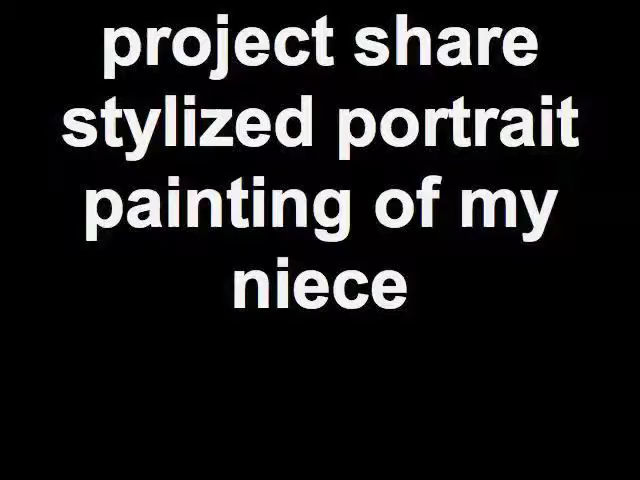 project share
stylized portrait
painting of my
niece